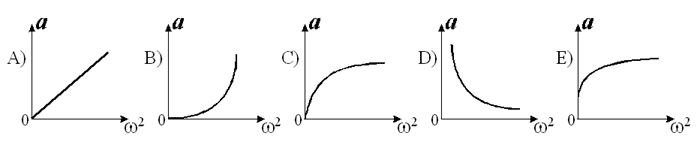 A) a 0 ω²
B) a 0 ω²
C) a 0 ω²
D) a 0 ω²
E) a 0 ω²